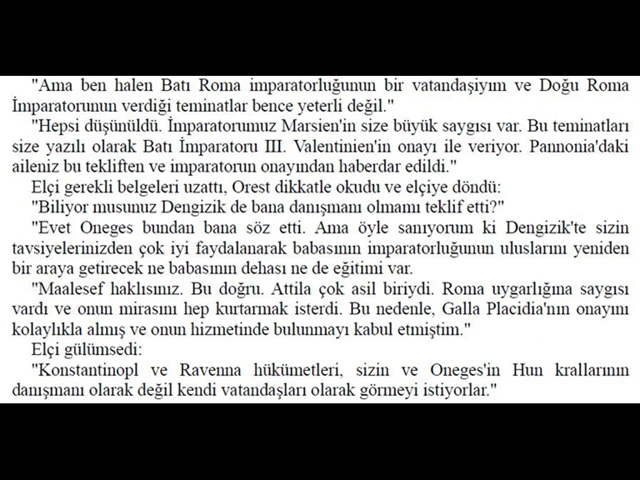 "Ama ben halen Batı Roma imparatorluğunun bir vatandaşiyım ve Doğu Roma
İmparatorunun verdiği teminatlar bence yeterli değil."
"Hepsi düşünüldü. İmparatorumuz Marsien'in size büyük saygısı var. Bu teminatları
size yazılı olarak Batı İmparatoru III. Valentinien'in onayı ile veriyor. Pannonia'daki
aileniz bu tekliften ve imparatorun onayından haberdar edildi."
Elçi gerekli belgeleri uzattı, Orest dikkatle okudu ve elçiye döndü:
"Biliyor musunuz Dengizik de bana danışmanı olmamı teklif etti?"
"Evet Oneges bundan bana söz etti. Ama öyle sanıyorum ki Dengizik'te sizin
tavsiyelerinizden çok iyi faydalanarak babasının imparatorluğunun uluslarını yeniden
bir araya getirecek ne babasının dehası ne de eğitimi var.
"Maalesef haklısınız. Bu doğru. Attila çok asil biriydi. Roma uygarlığına saygısı
vardı ve onun mirasını hep kurtarmak isterdi. Bu nedenle, Galla Placidia'nın onayını
kolaylıkla almış ve onun hizmetinde bulunmayı kabul etmiştim."
Elçi gülümsedi:
"Konstantinopl ve Ravenna hükümetleri, sizin ve Oneges'in Hun krallarının
danışmanı olarak değil kendi vatandaşları olarak görmeyi istiyorlar."